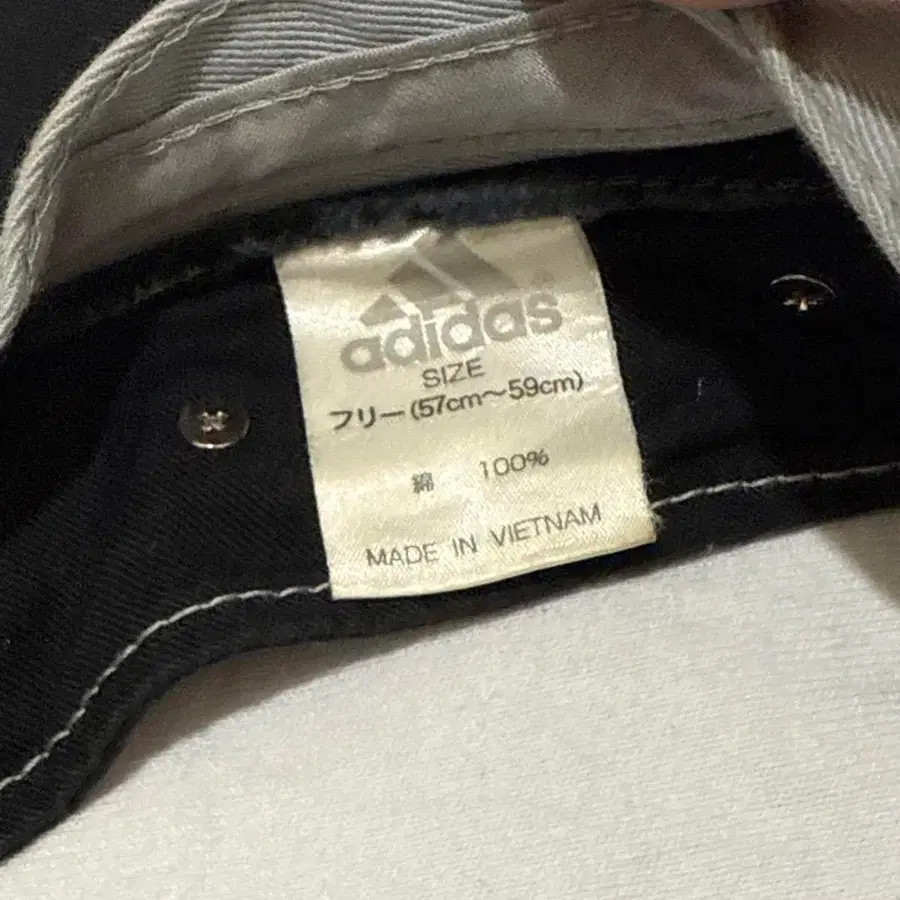 adidas
SIZE
フリー(57cm〜59cm)
綿 100%
MADE IN VIETNAM